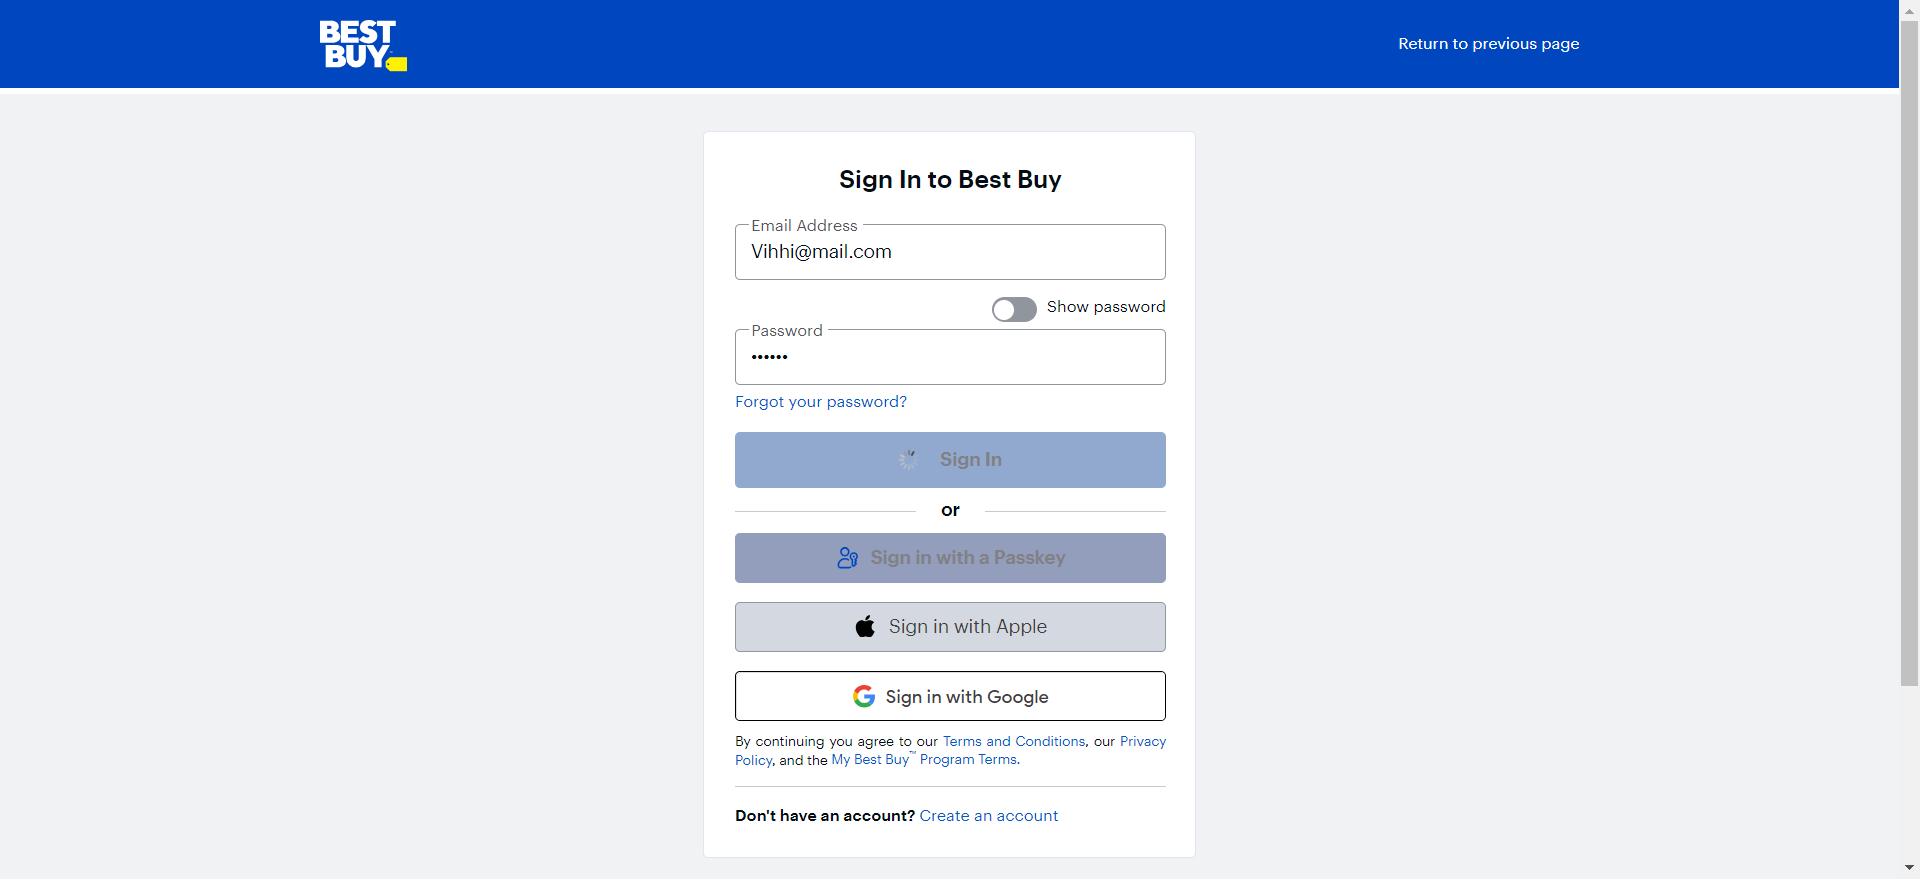 BEST
BUY
Return to previous page
Sign In to Best Buy
Email Address
Vihhi@mail.com
Show password
Password
••••••
Forgot your password?
Sign In
or
Sign in with a Passkey
Sign in with Apple
Sign in with Google
By continuing you agree to our Terms and Conditions, our Privacy
Policy, and the My Best Buy™ Program Terms.
Don't have an account? Create an account